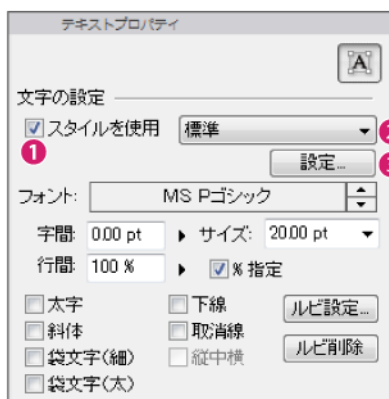 テキストプロパティ
A
文字の設定
スタイルを使用 標準
1
設定...
フォント: MS Pゴシック
字間: 0.00 pt サイズ: 20.00 pt
行間: 100 % % 指定
太字 下線 ルビ設定...
斜体 取消線
袋文字(細) 縦中横 ルビ削除
袋文字(太)